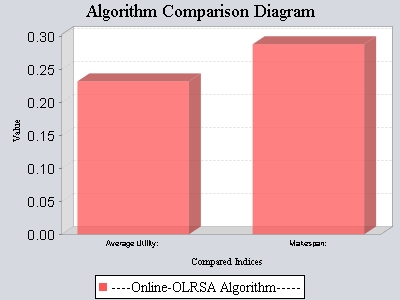 Algorithm Comparison Diagram
0.30
0.25
0.20
0.15
0.10
0.05
0.00
Value
Average Utility:
Makespan:
Compared Indices
----Online-OLRSA Algorithm-----